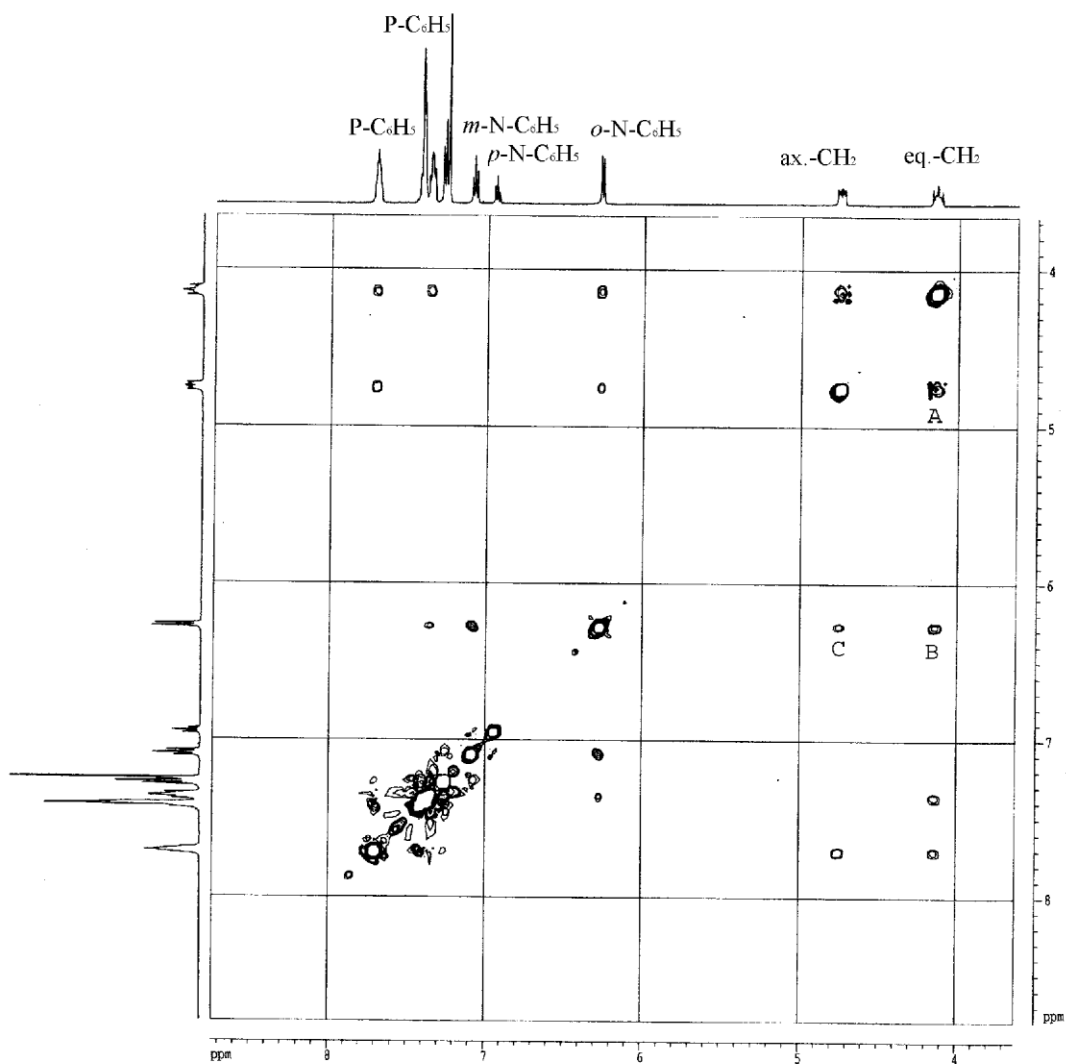 P-C₆H₅
P-C₆H₅
m-N-C₆H₅
p-N-C₆H₅
o-N-C₆H₅
ax.-CH₂
eq.-CH₂
4
A
5
6
C
B
7
8
ppm
ppm
8
7
6
5
4